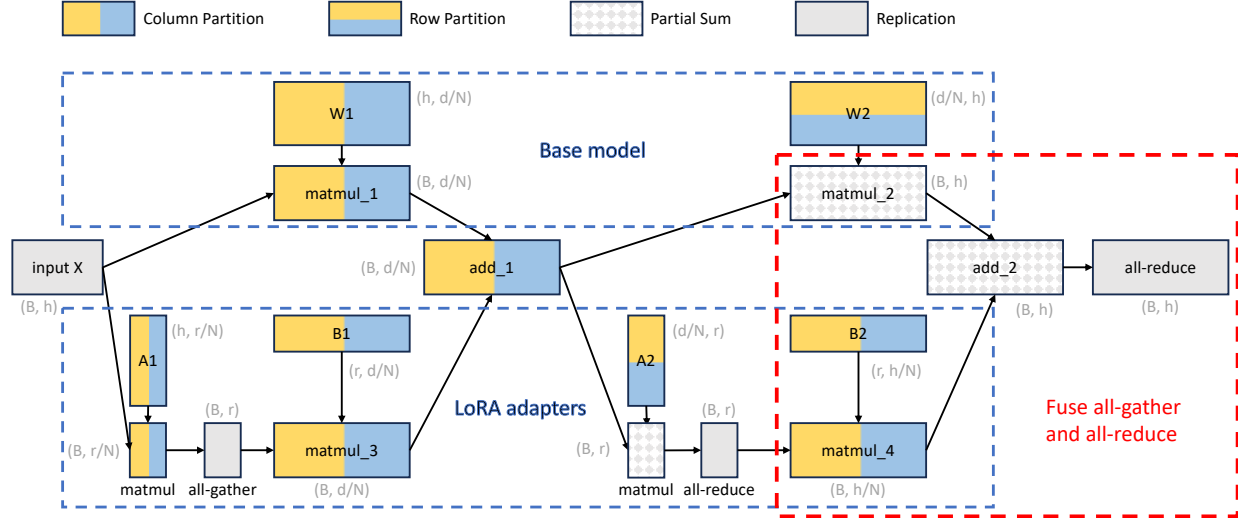 Column Partition
Row Partition
Partial Sum
Replication
W1
(h, d/N)
W2
(d/N, h)
Base model
matmul_1
(B, d/N)
matmul_2
(B, h)
input X
(B, h)
(B, d/N)
add_1
add_2
(B, h)
all-reduce
(B, h)
A1
(h, r/N)
B1
(r, d/N)
A2
(d/N, r)
B2
(r, h/N)
LoRA adapters
Fuse all-gather
and all-reduce
(B, r/N)
matmul
(B, r)
all-gather
matmul_3
(B, d/N)
(B, r)
matmul
(B, r)
all-reduce
matmul_4
(B, h/N)